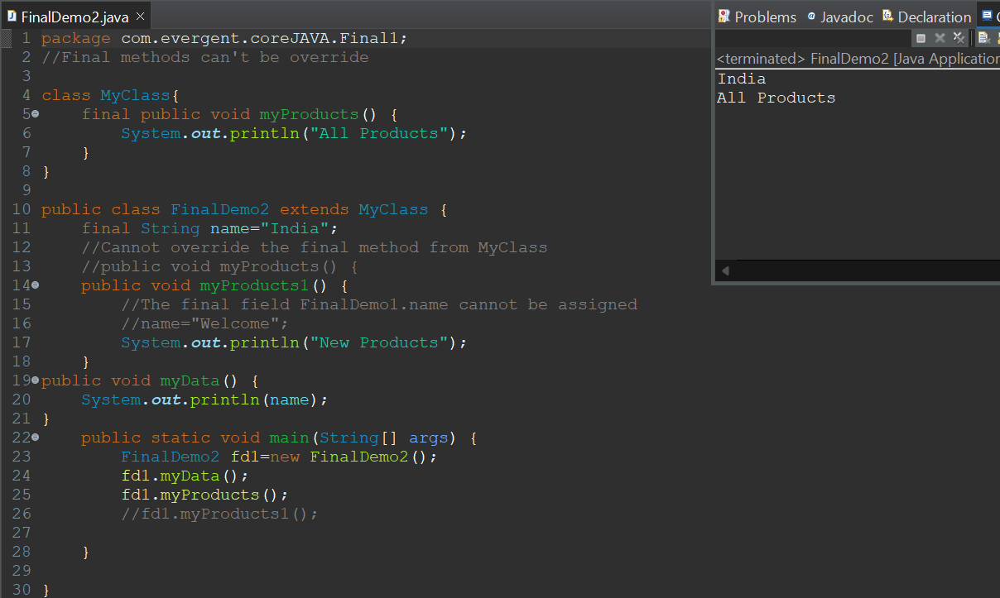 FinalDemo2.java
1 package com.evergent.coreJAVA.Final1;
2 //Final methods can't be override
3
4 class MyClass{
5 final public void myProducts() {
6 System.out.println("All Products");
7 }
8 }
9
10 public class FinalDemo2 extends MyClass {
11 final String name="India";
12 //Cannot override the final method from MyClass
13 //public void myProducts() {
14 public void myProducts1() {
15 //The final field FinalDemo1.name cannot be assigned
16 //name="Welcome";
17 System.out.println("New Products");
18 }
19 public void myData() {
20 System.out.println(name);
21 }
22 public static void main(String[] args) {
23 FinalDemo2 fd1=new FinalDemo2();
24 fd1.myData();
25 fd1.myProducts();
26 //fd1.myProducts1();
27
28 }
29
30 }
Problems @ Javadoc Declaration
<terminated> FinalDemo2 [Java Application
India
All Products